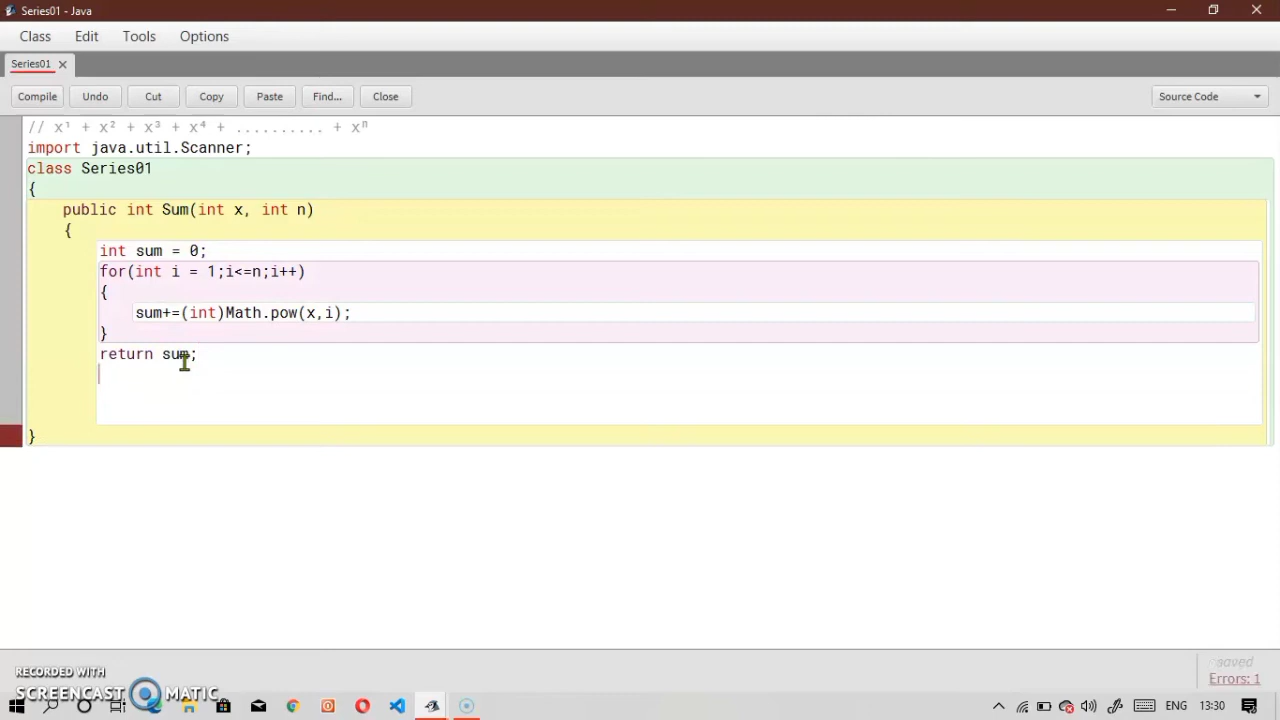 Series01 - Java
Class Edit Tools Options
Series01
Compile Undo Cut Copy Paste Find... Close Source Code
// x¹ + x² + x³ + x⁴ + .......... + xⁿ
import java.util.Scanner;
class Series01
{
public int Sum(int x, int n)
{
int sum = 0;
for(int i = 1;i<=n;i++)
{
sum+=(int)Math.pow(x,i);
}
return sum;
}
saved
Errors: 1
RECORDED WITH
SCREENCAST MATIC
ENG 13:30